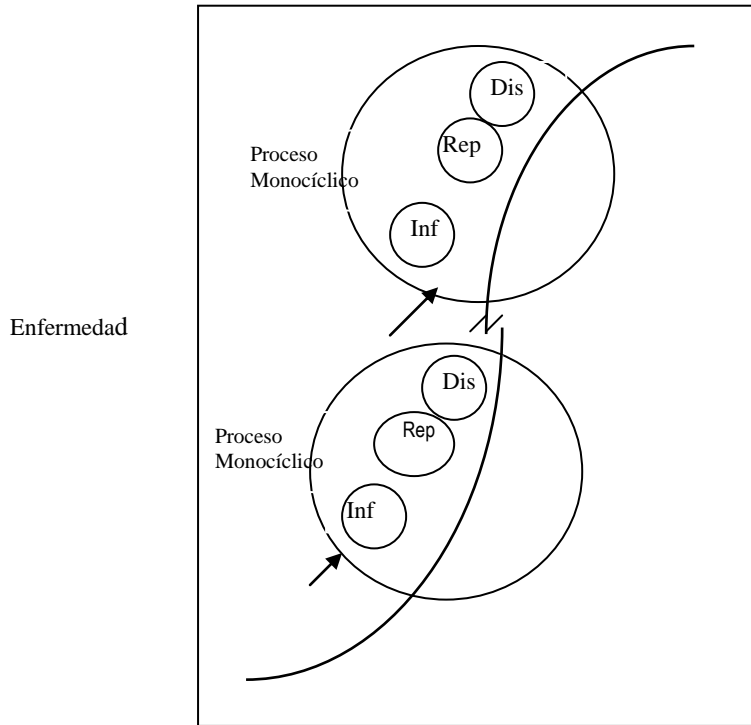 Dis
Rep
Proceso
Monocíclico
Inf
Enfermedad
Dis
Rep
Proceso
Monocíclico
Inf